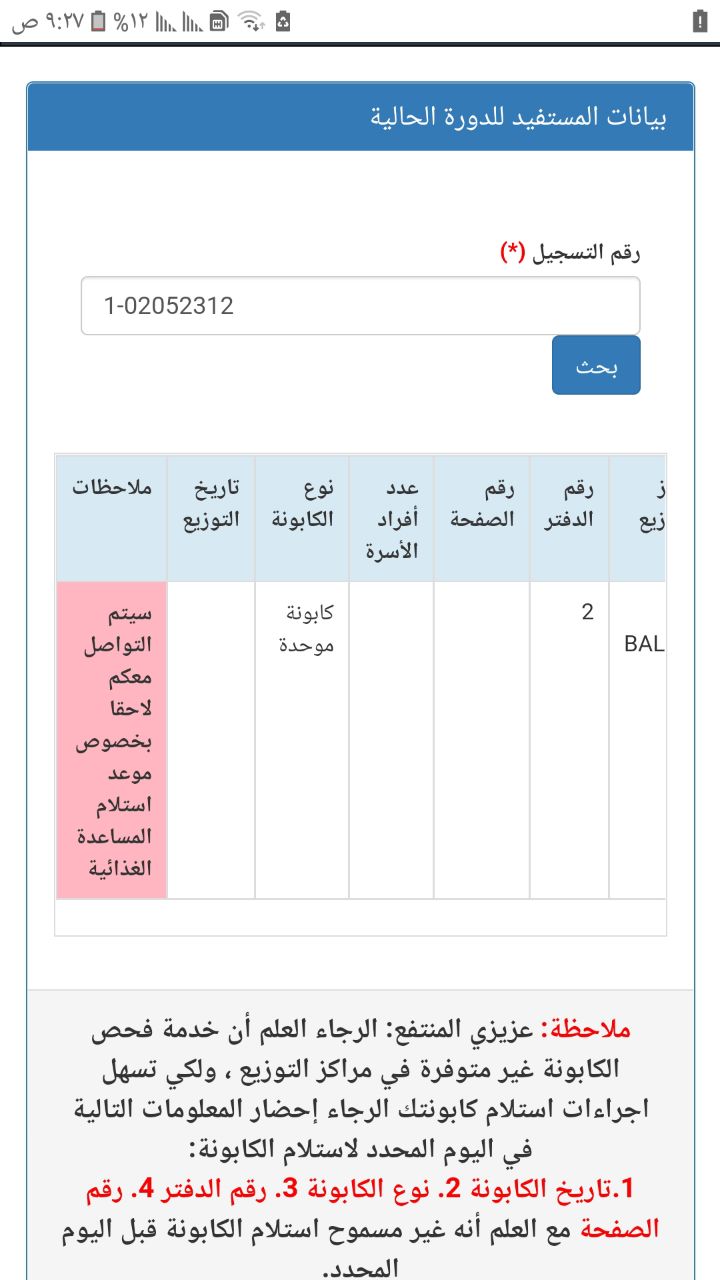 ٩:٢٧ ص ١٢%
بيانات المستفيد للدورة الحالية
رقم التسجيل (*)
1-02052312
بحث
ز
زيع
رقم
الدفتر
رقم
الصفحة
عدد
أفراد
الأسرة
نوع
الكابونة
تاريخ
التوزيع
ملاحظات
BAL
2
كابونة
موحدة
سيتم
التواصل
معكم
لاحقا
بخصوص
موعد
استلام
المساعدة
الغذائية
ملاحظة: عزيزي المنتفع: الرجاء العلم أن خدمة فحص
الكابونة غير متوفرة في مراكز التوزيع ، ولكي تسهل
اجراءات استلام كابونتك الرجاء إحضار المعلومات التالية
في اليوم المحدد لاستلام الكابونة:
1.تاريخ الكابونة 2. نوع الكابونة 3. رقم الدفتر 4. رقم
الصفحة مع العلم أنه غير مسموح استلام الكابونة قبل اليوم
المحدد.